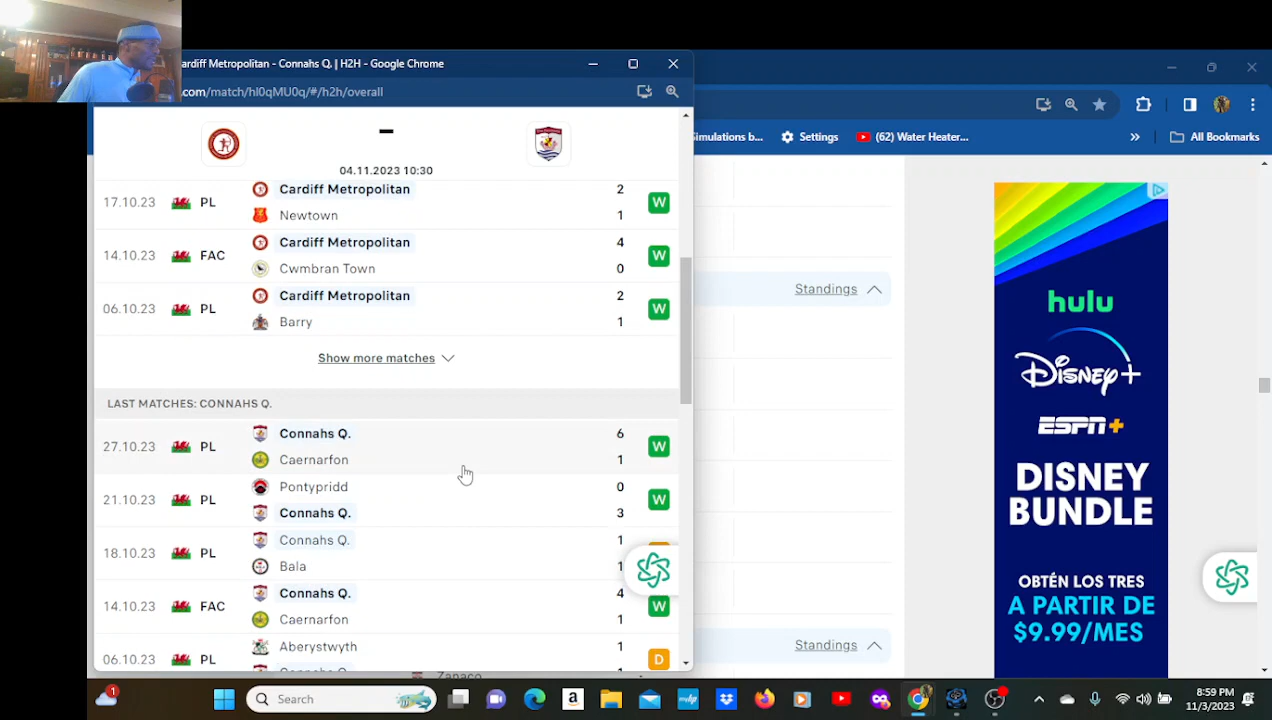 ardiff Metropolitan - Connahs Q. | H2H - Google Chrome
.com/match/hI0qMU0q/#/h2h/overall
Simulations b...
Settings
(62) Water Heater...
»
All Bookmarks
-
04.11.2023 10:30
17.10.23 PL Cardiff Metropolitan 2 W
Newtown 1
14.10.23 FAC Cardiff Metropolitan 4 W
Cwmbran Town 0
06.10.23 PL Cardiff Metropolitan 2 W
Barry 1
Show more matches
LAST MATCHES: CONNAHS Q.
27.10.23 PL Connahs Q. 6 W
Caernarfon 1
21.10.23 PL Pontypridd 0 W
Connahs Q. 3
18.10.23 PL Connahs Q. 1
Bala 1
14.10.23 FAC Connahs Q. 4 W
Caernarfon 1
06.10.23 PL Aberystwyth 1 D
Connahs Q.
Standings
Standings
Zanaco
hulu
Disney+
ESPN+
DISNEY
BUNDLE
OBTÉN LOS TRES
A PARTIR DE
$9.99/MES
1
Search
8:59 PM
11/3/2023